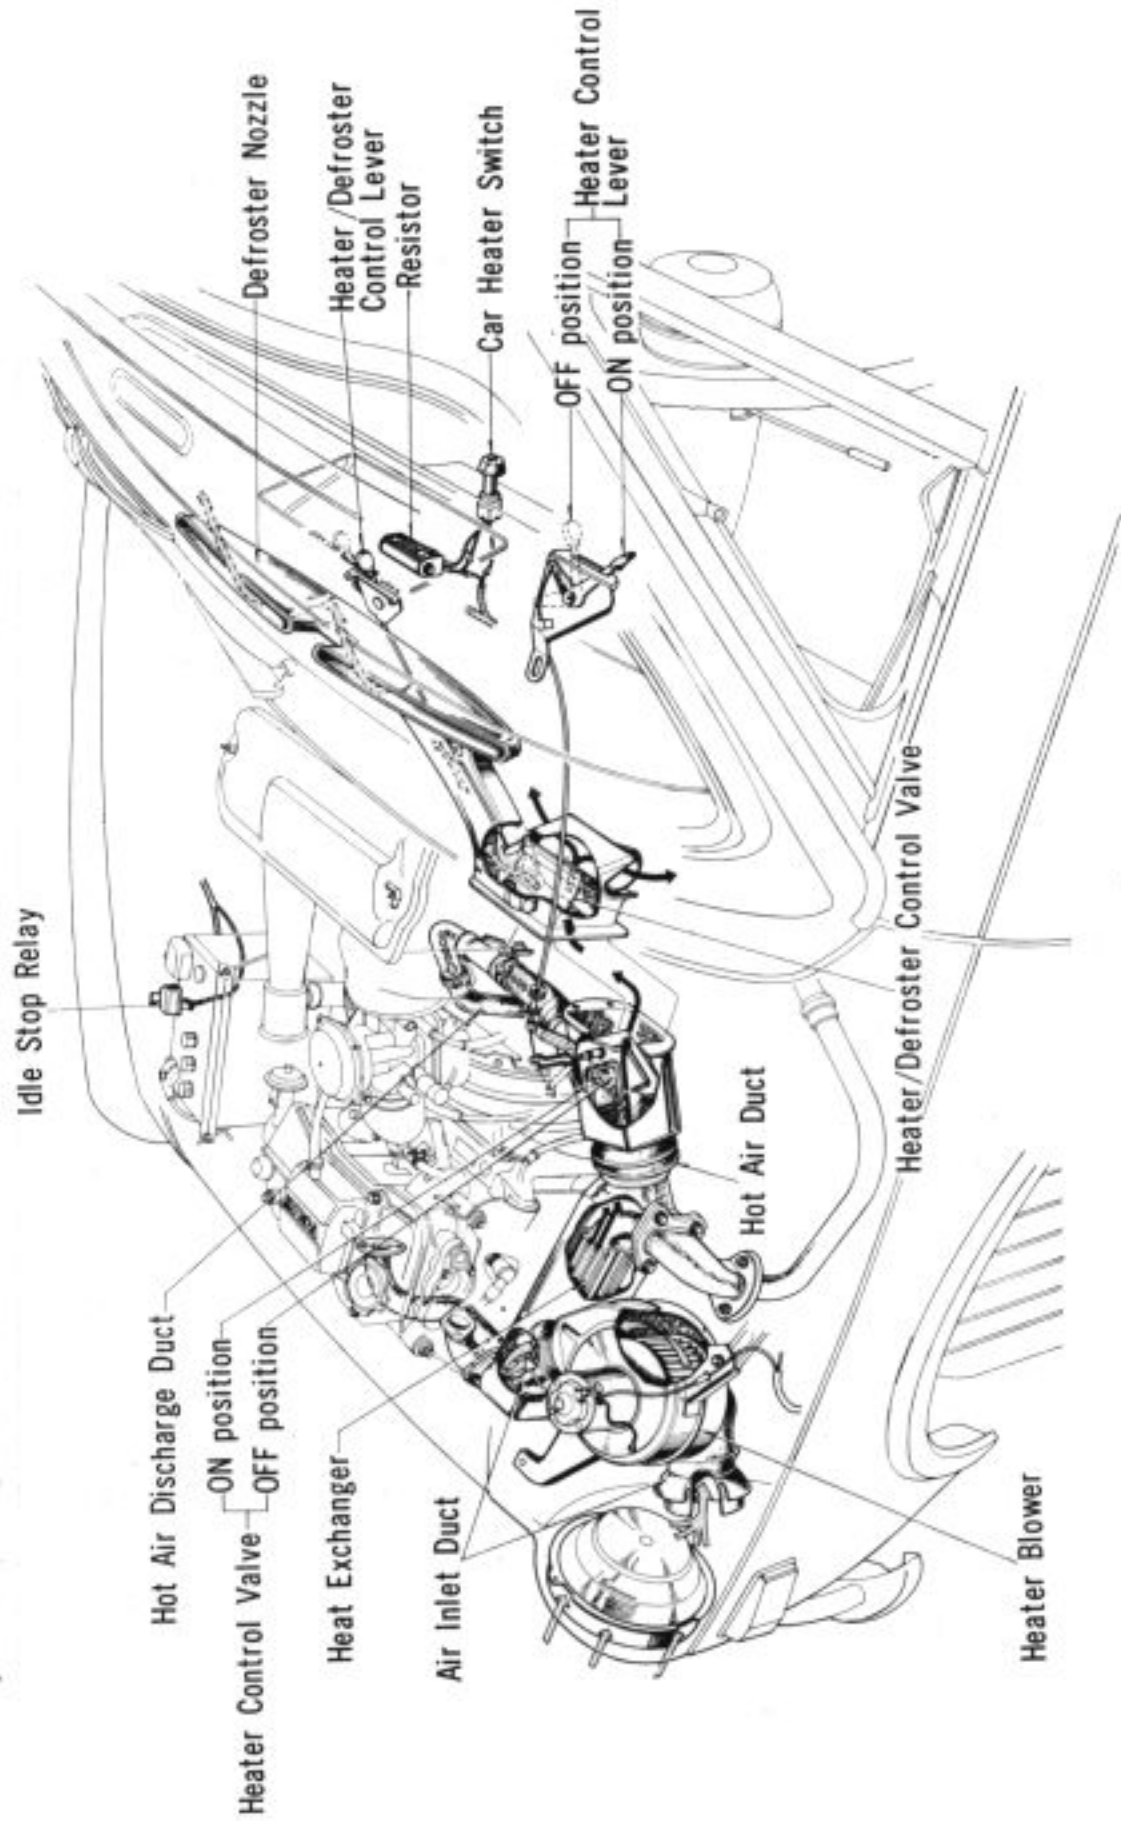 Idle Stop Relay
Hot Air Discharge Duct
Heater Control Valve
ON position
OFF position
Heat Exchanger
Air Inlet Duct
Heater Blower
Hot Air Duct
Heater/Defroster Control Valve
Defroster Nozzle
Heater/Defroster
Control Lever
Resistor
Car Heater Switch
OFF position
ON position
Heater Control
Lever